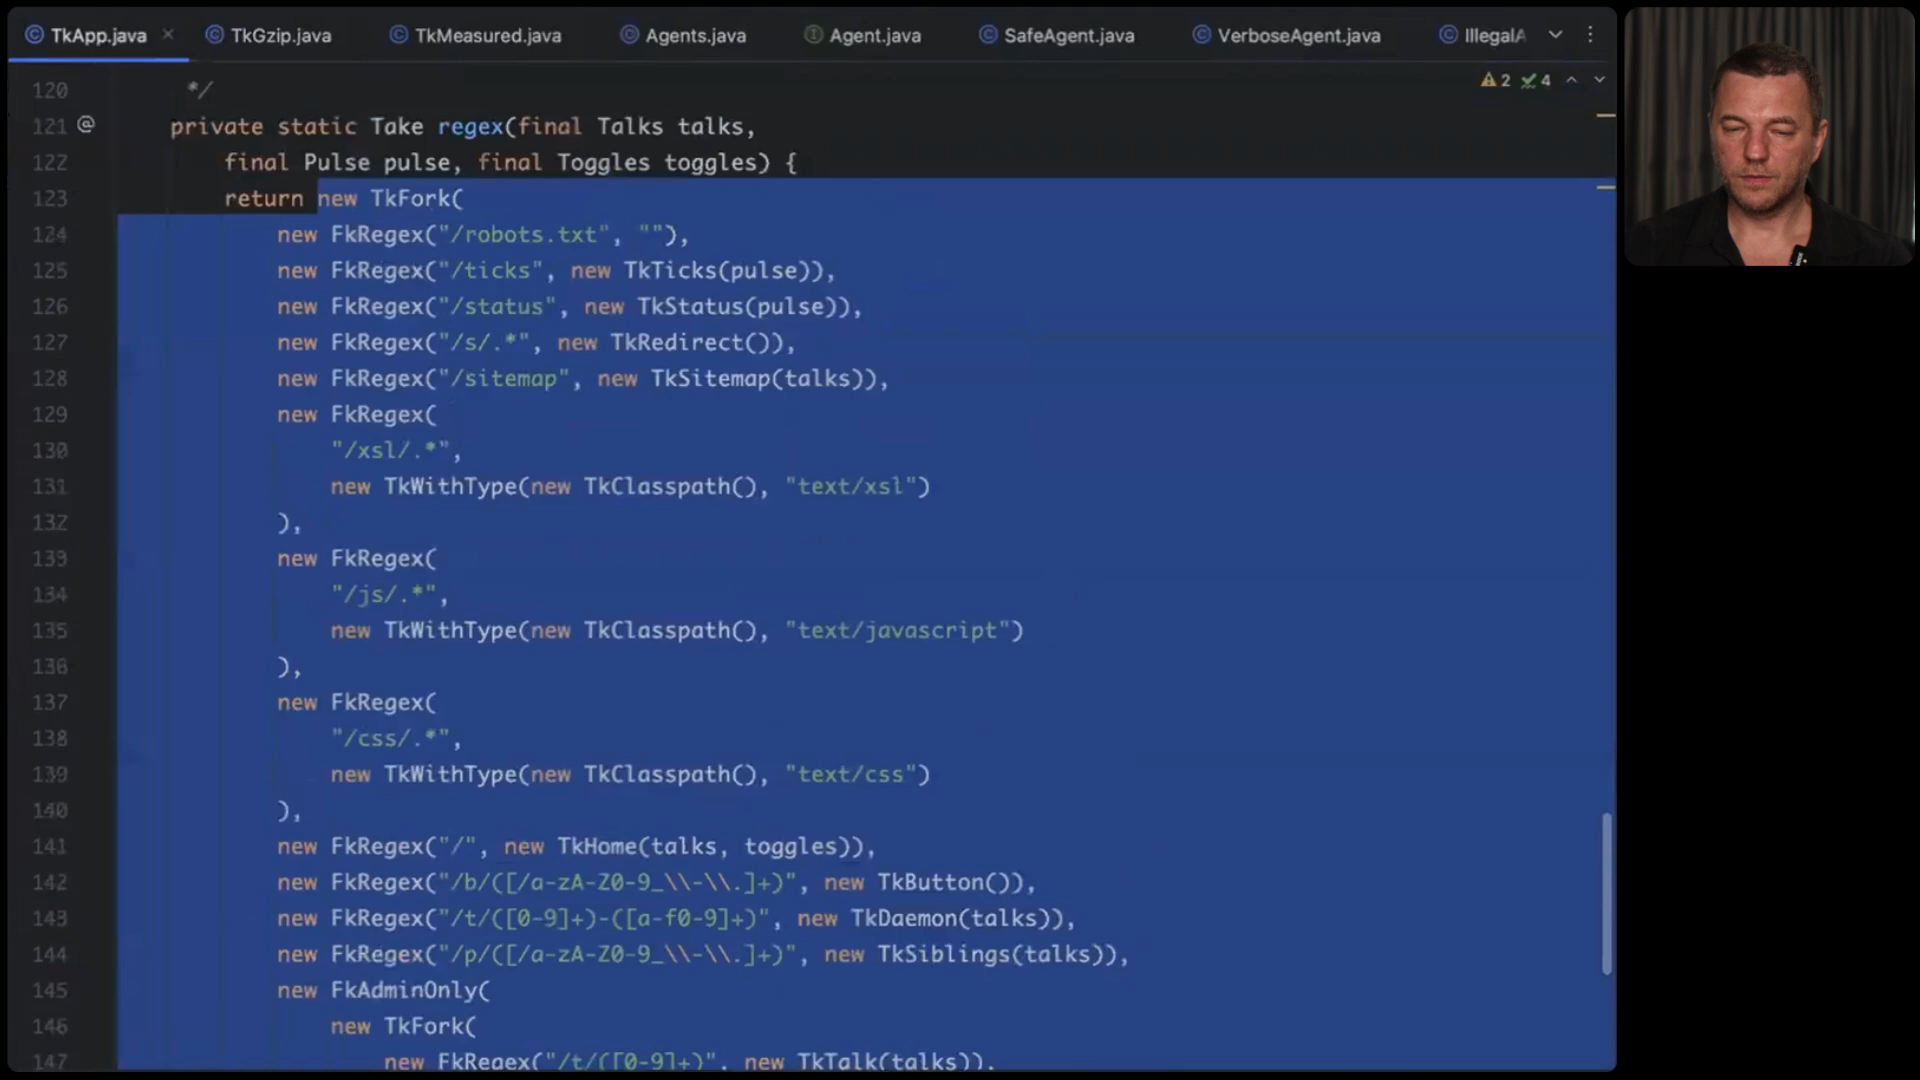 TkApp.java
TkGzip.java
TkMeasured.java
Agents.java
Agent.java
SafeAgent.java
VerboseAgent.java
IllegalA
2
4
120 */
121 @ private static Take regex(final Talks talks,
122 final Pulse pulse, final Toggles toggles) {
123 return new TkFork(
124 new FkRegex("/robots.txt", ""),
125 new FkRegex("/ticks", new TkTicks(pulse)),
126 new FkRegex("/status", new TkStatus(pulse)),
127 new FkRegex("/s/.*", new TkRedirect()),
128 new FkRegex("/sitemap", new TkSitemap(talks)),
129 new FkRegex(
130 "/xsl/.*",
131 new TkWithType(new TkClasspath(), "text/xsl")
132 ),
133 new FkRegex(
134 "/js/.*",
135 new TkWithType(new TkClasspath(), "text/javascript")
136 ),
137 new FkRegex(
138 "/css/.*",
139 new TkWithType(new TkClasspath(), "text/css")
140 ),
141 new FkRegex("/", new TkHome(talks, toggles)),
142 new FkRegex("/b/([/a-zA-Z0-9_\\-\\.]+)", new TkButton()),
143 new FkRegex("/t/([0-9]+)-([a-f0-9]+)", new TkDaemon(talks)),
144 new FkRegex("/p/([/a-zA-Z0-9_\\-\\.]+)", new TkSiblings(talks)),
145 new FkAdminOnly(
146 new TkFork(
147 new FkRegex("/t/([0-9]+)", new TkTalk(talks)),